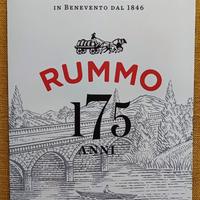 IN BENEVENTO DAL 1846
RUMMO
175
ANNI